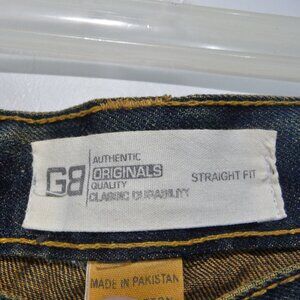 GB
AUTHENTIC
ORIGINALS
QUALITY
CLASSIC DURABILITY
STRAIGHT FIT
MADE IN PAKISTAN